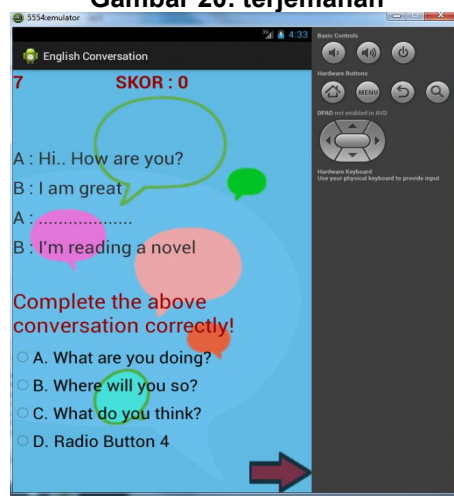 Gambar 20. terjemahan
5554:emulator
3G 4:33
English Conversation
7 SKOR : 0
A : Hi.. How are you?
B : I am great
A : ...................
B : I'm reading a novel
Complete the above
conversation correctly!
A. What are you doing?
B. Where will you so?
C. What do you think?
D. Radio Button 4
Basic Controls
Hardware Buttons
MENU
DPAD not enabled in AVD
Hardware Keyboard
Use your physical keyboard to provide input